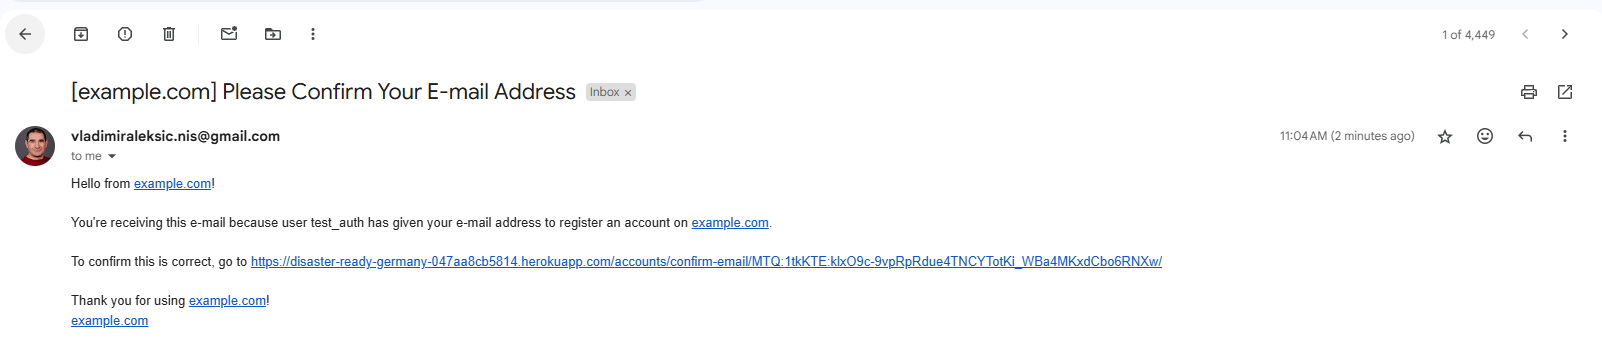 1 of 4,449
[example.com] Please Confirm Your E-mail Address Inbox ×
vladimiraleksic.nis@gmail.com 11:04 AM (2 minutes ago)
to me
Hello from example.com!
You're receiving this e-mail because user test_auth has given your e-mail address to register an account on example.com.
To confirm this is correct, go to https://disaster-ready-germany-047aa8cb5814.herokuapp.com/accounts/confirm-email/MTQ:1tkKTE:klxO9c-9vpRpRdue4TNCYTotKi_WBa4MKxdCbo6RNXw/
Thank you for using example.com!
example.com